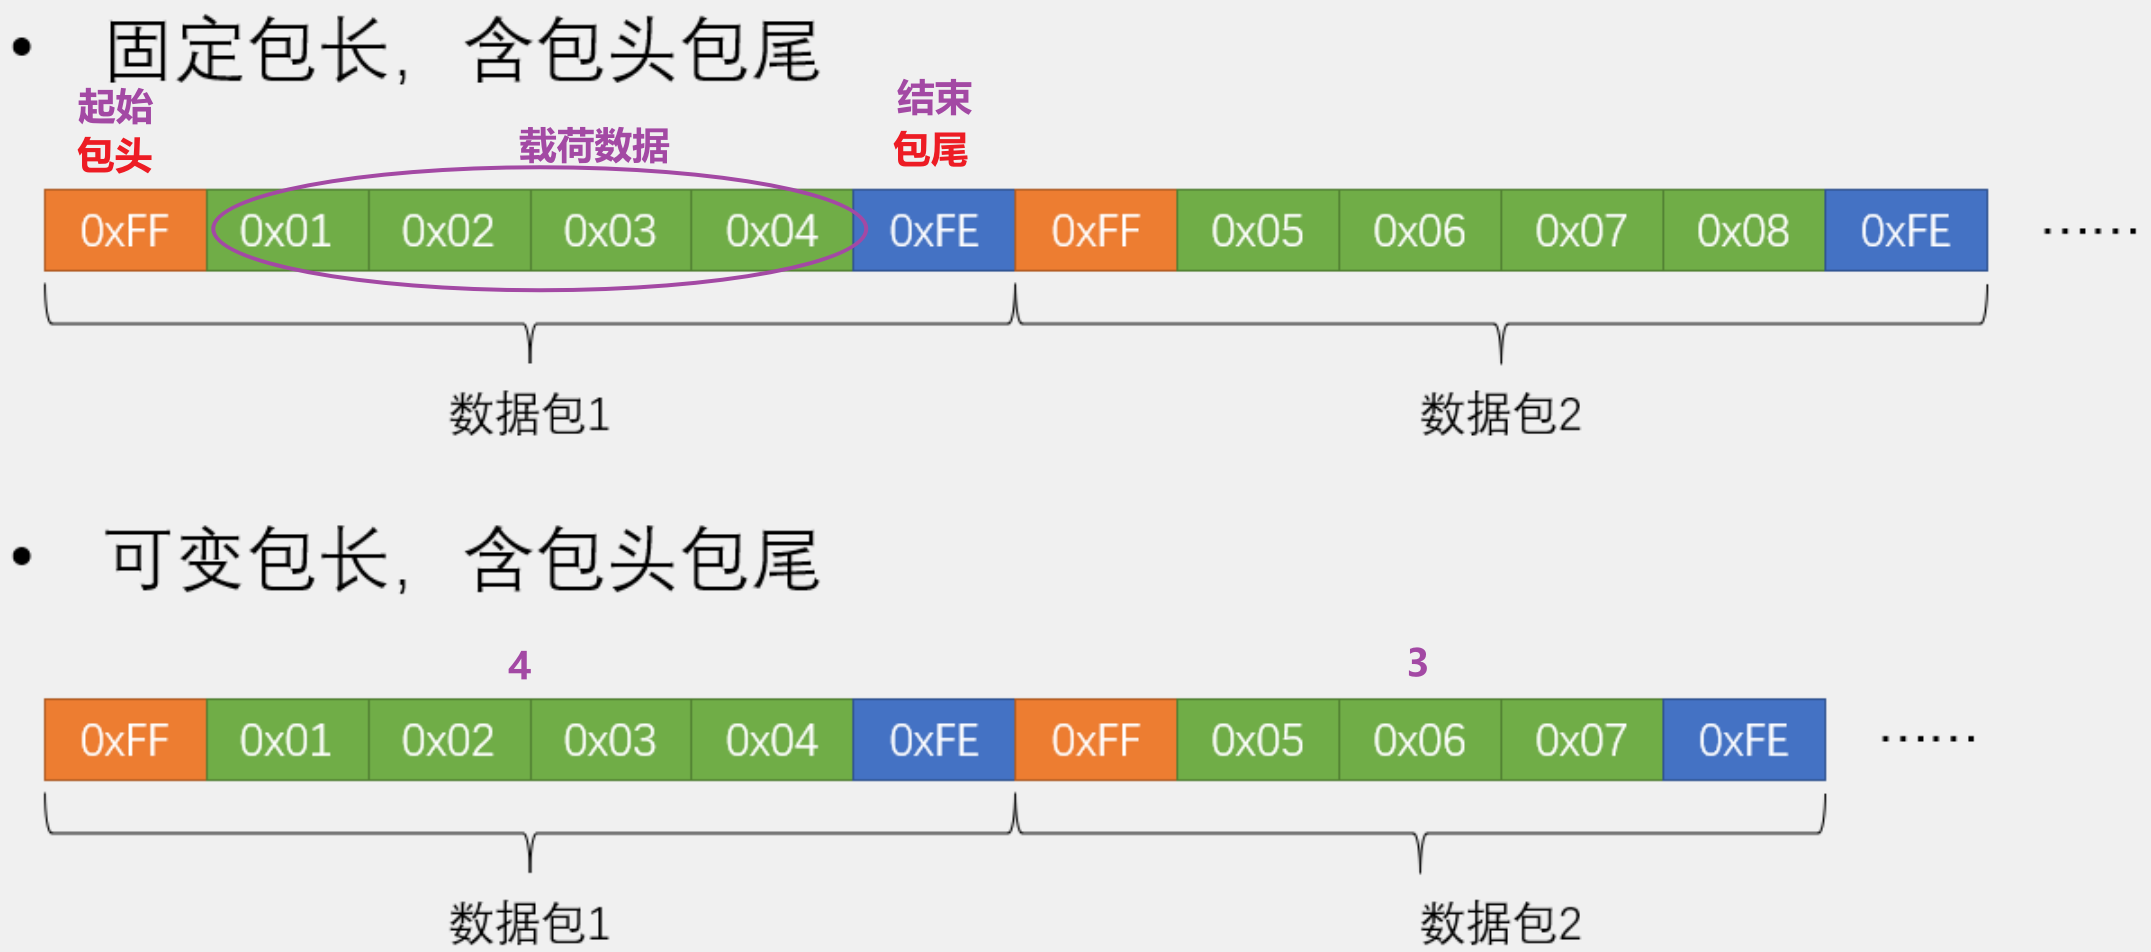 • 固定包长，含包头包尾
起始 结束
包头 载荷数据 包尾
0xFF 0x01 0x02 0x03 0x04 0xFE 0xFF 0x05 0x06 0x07 0x08 0xFE ……
数据包1 数据包2
• 可变包长，含包头包尾
4 3
0xFF 0x01 0x02 0x03 0x04 0xFE 0xFF 0x05 0x06 0x07 0xFE ……
数据包1 数据包2